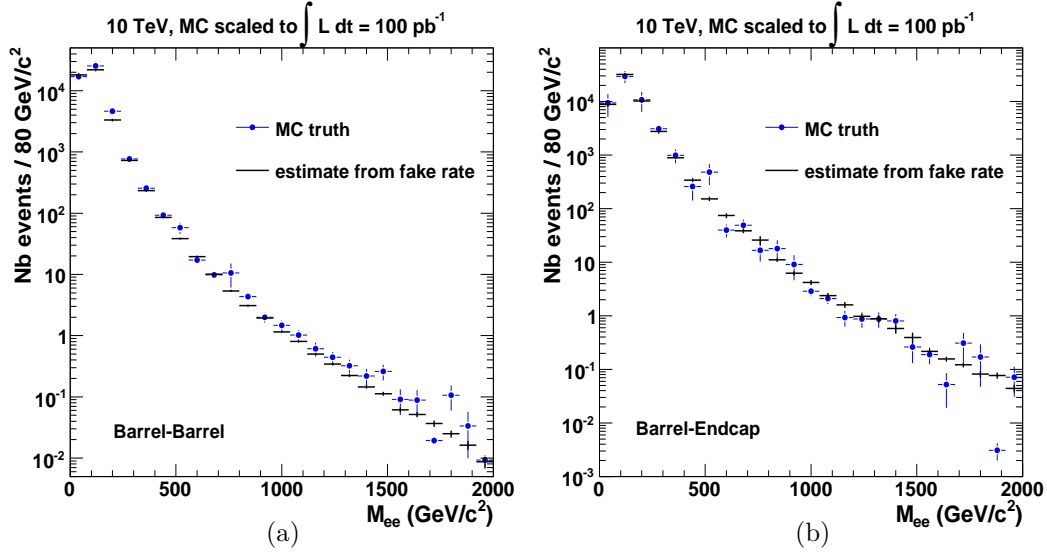 10 TeV, MC scaled to ∫ L dt = 100 pb⁻¹
Nb events / 80 GeV/c²
10⁴
10³
10²
10
1
10⁻¹
10⁻²
MC truth
estimate from fake rate
Barrel-Barrel
0 500 1000 1500 2000
M_ee (GeV/c²)
(a)
10 TeV, MC scaled to ∫ L dt = 100 pb⁻¹
Nb events / 80 GeV/c²
10⁴
10³
10²
10
1
10⁻¹
10⁻²
10⁻³
MC truth
estimate from fake rate
Barrel-Endcap
0 500 1000 1500 2000
M_ee (GeV/c²)
(b)